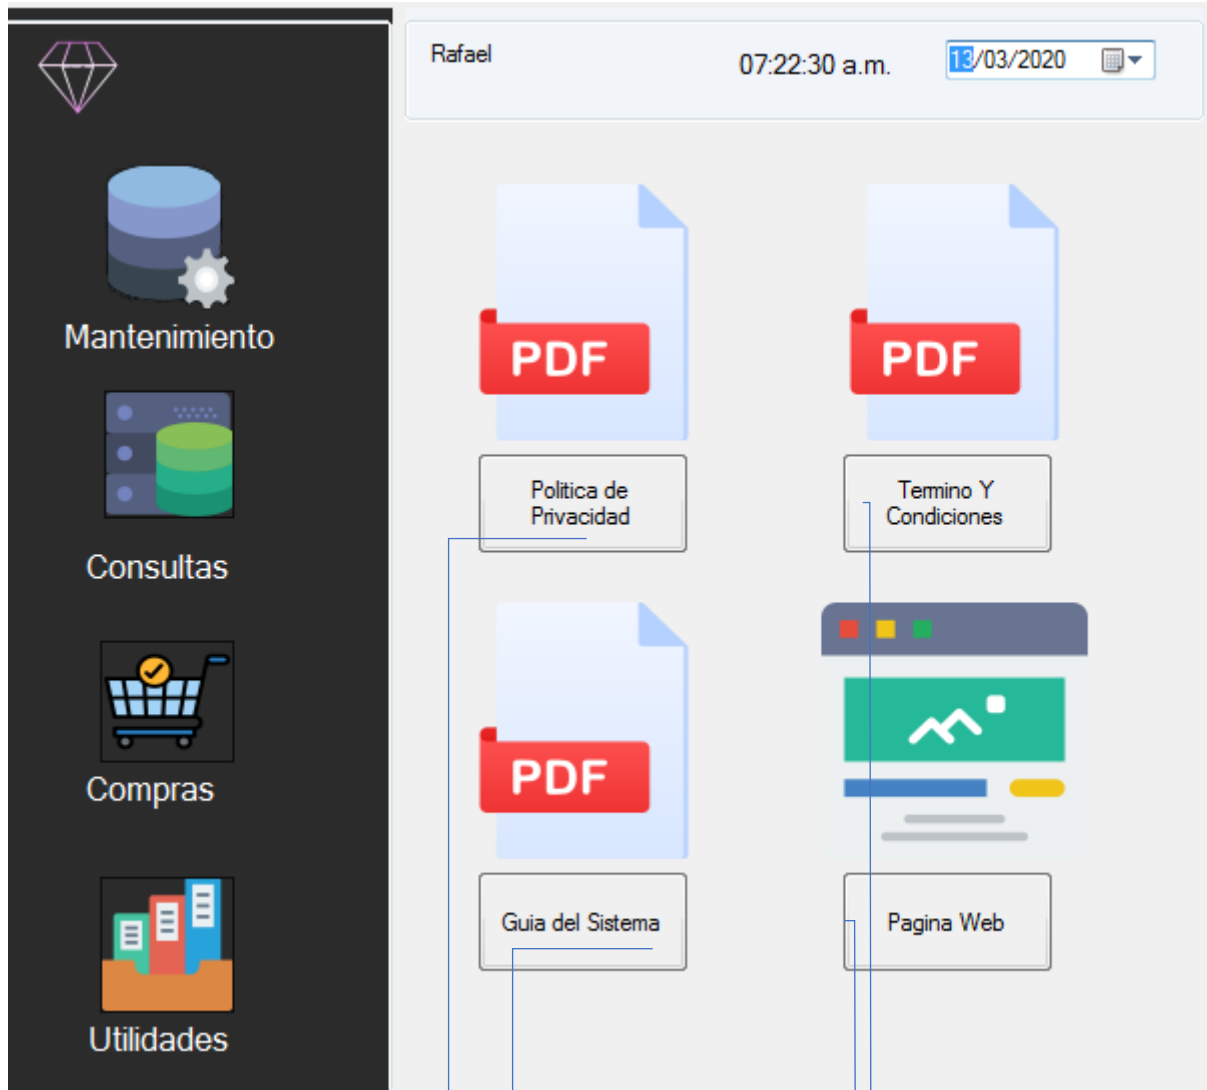 Rafael
07:22:30 a.m.
13/03/2020
Mantenimiento
Consultas
Compras
Utilidades
PDF
PDF
Politica de
Privacidad
Termino Y
Condiciones
PDF
Guia del Sistema
Pagina Web